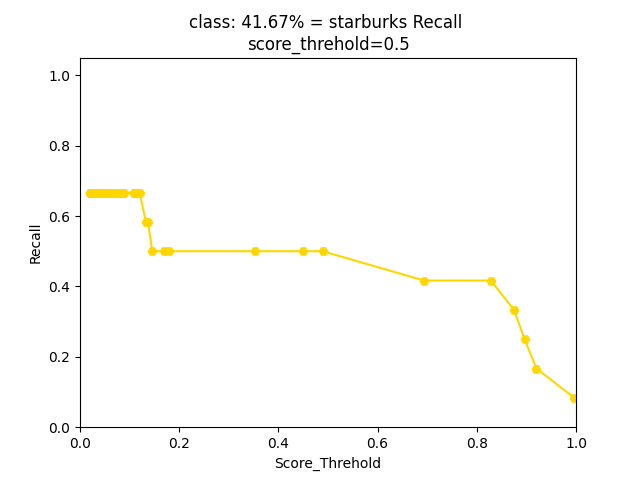 class: 41.67% = starburks Recall
score_threhold=0.5
1.0
0.8
0.6
0.4
0.2
0.0
Recall
0.0 0.2 0.4 0.6 0.8 1.0
Score_Threhold